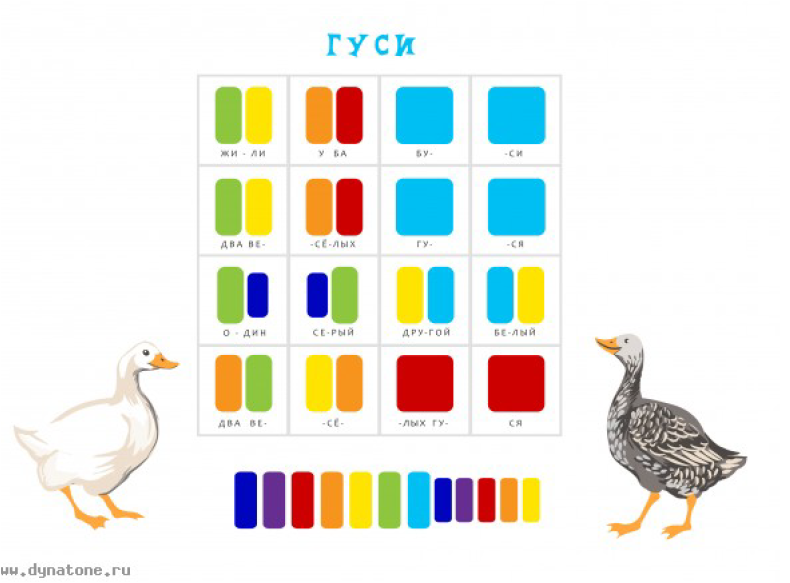 ГУСИ
ЖИ - ЛИ У БА БУ- -СИ
ДВА ВЕ- -СЁ-ЛЫХ ГУ- -СЯ
О - ДИН СЕ-РЫЙ ДРУ-ГОЙ БЕ-ЛЫЙ
ДВА ВЕ- -СЁ- -ЛЫХ ГУ- СЯ
www.dynatone.ru